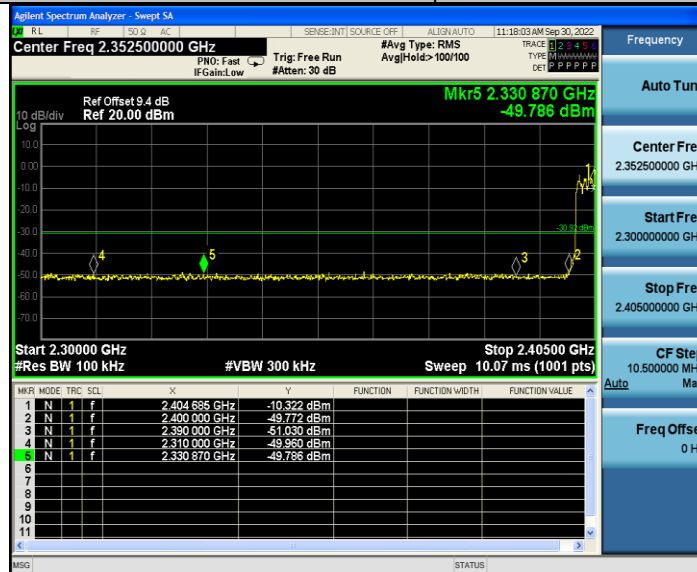 Agilent Spectrum Analyzer - Swept SA
RL RF 50 Ω AC SENSE:INT SOURCE OFF ALIGN AUTO 11:18:03 AM Sep 30, 2022
Center Freq 2.352500000 GHz
PNO: Fast
IFGain:Low
Trig: Free Run
#Atten: 30 dB
#Avg Type: RMS
Avg|Hold:> 100/100
TRACE 1 2 3 4 5 6
TYPE M
DET P P P P P P
Ref Offset 9.4 dB
10 dB/div Ref 20.00 dBm
Log
Mkr5 2.330 870 GHz
-49.786 dBm
10.0
0.00
-10.0
-20.0
-30.0
-40.0
-50.0
-60.0
-70.0
-30.92 dBm
1
2
3
4
5
Start 2.30000 GHz Stop 2.40500 GHz
#Res BW 100 kHz #VBW 300 kHz Sweep 10.07 ms (1001 pts)
MKR MODE TRC SCL X Y FUNCTION FUNCTION WIDTH FUNCTION VALUE
1 N 1 f 2.404 685 GHz -10.322 dBm
2 N 1 f 2.400 000 GHz -49.772 dBm
3 N 1 f 2.390 000 GHz -51.030 dBm
4 N 1 f 2.310 000 GHz -49.960 dBm
5 N 1 f 2.330 870 GHz -49.786 dBm
6
7
8
9
10
11
MSG STATUS
Frequency
Auto Tun
Center Fre
2.352500000 GH
Start Fre
2.300000000 GH
Stop Fre
2.405000000 GH
CF Ste
10.500000 MH
Auto Ma
Freq Offse
0 H